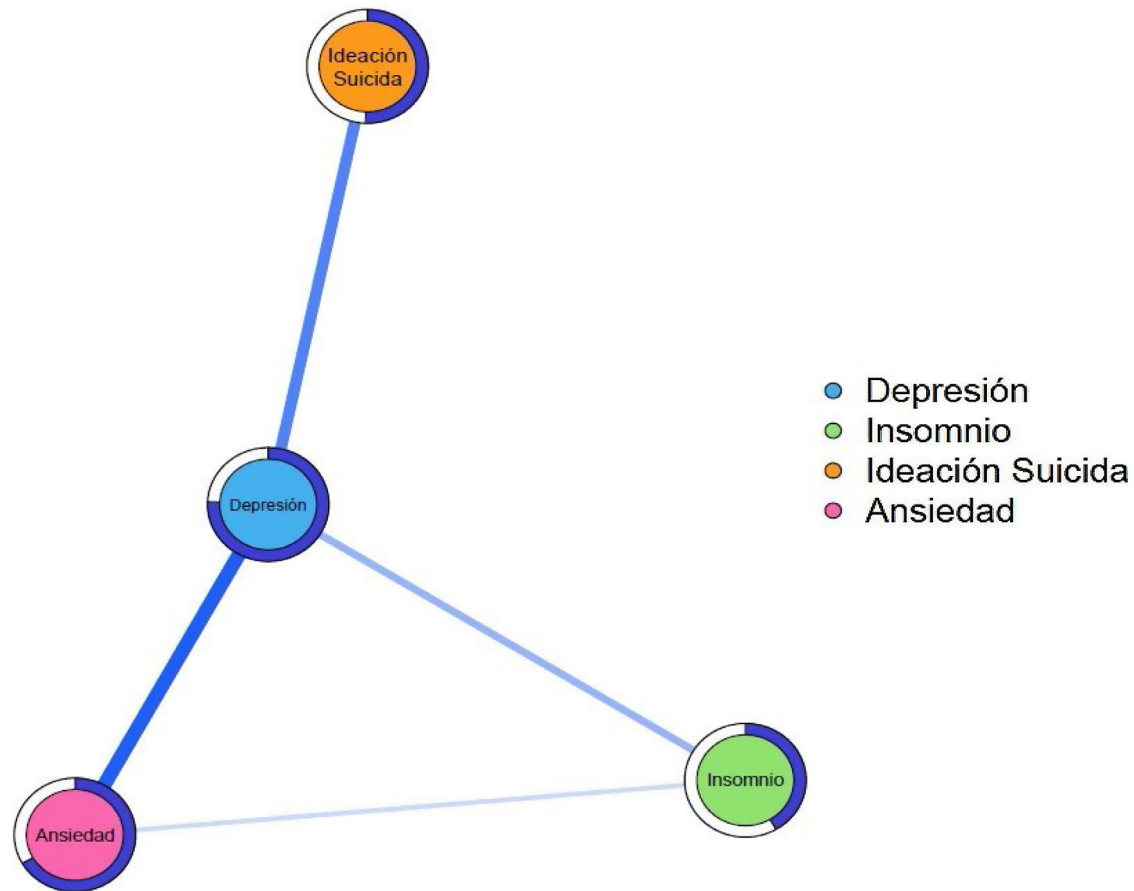 Ideación
Suicida
Depresión
Insomnio
Ideación Suicida
Ansiedad
Depresión
Insomnio
Ansiedad